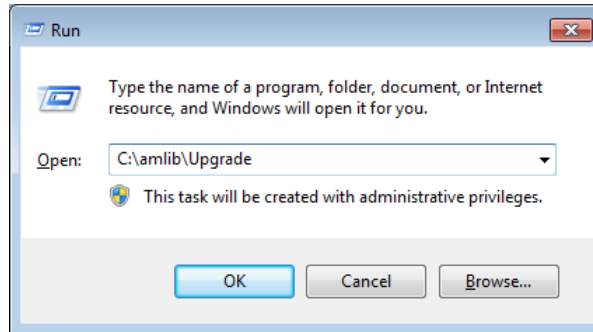 Run
Type the name of a program, folder, document, or Internet
resource, and Windows will open it for you.
Open: C:\amlib\Upgrade
This task will be created with administrative privileges.
OK Cancel Browse...